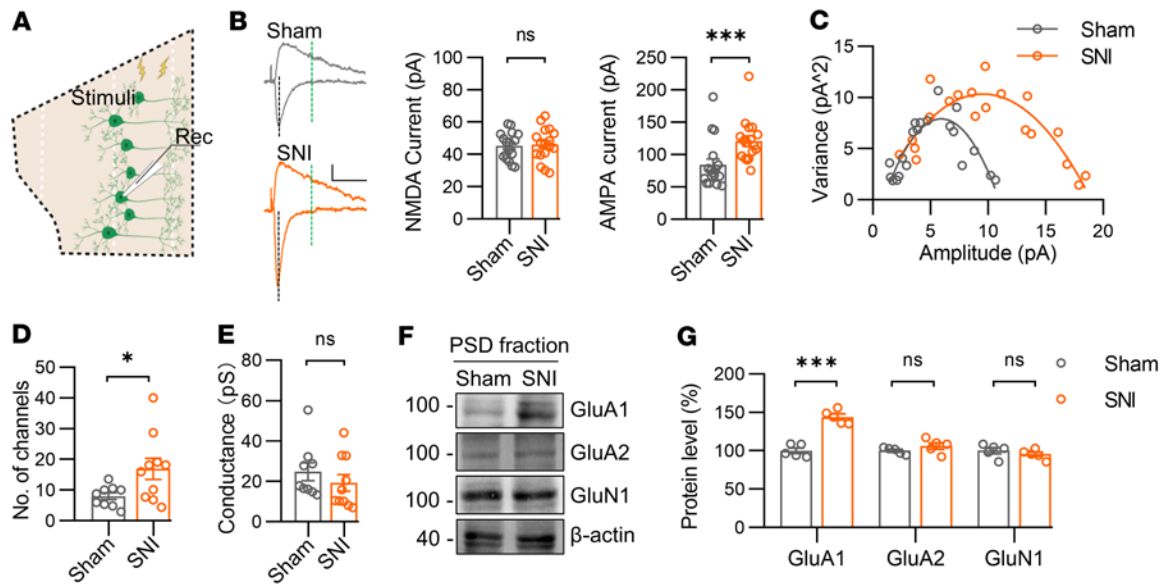 A
Stimuli
Rec
B
Sham
SNI
NMDA Current (pA)
100
80
60
40
20
0
ns
Sham
SNI
AMPA current (pA)
250
200
150
100
50
0
***
Sham
SNI
C
Sham
SNI
Variance (pA^2)
15
10
5
0
0 5 10 15 20
Amplitude (pA)
D
No. of channels
50
40
30
20
10
0
*
Sham
SNI
E
Conductance (pS)
80
60
40
20
0
ns
Sham
SNI
F
PSD fraction
Sham SNI
100 - GluA1
100 - GluA2
100 - GluN1
40 - β-actin
G
Sham
SNI
Protein level (%)
200
150
100
50
0
*** ns ns
GluA1 GluA2 GluN1